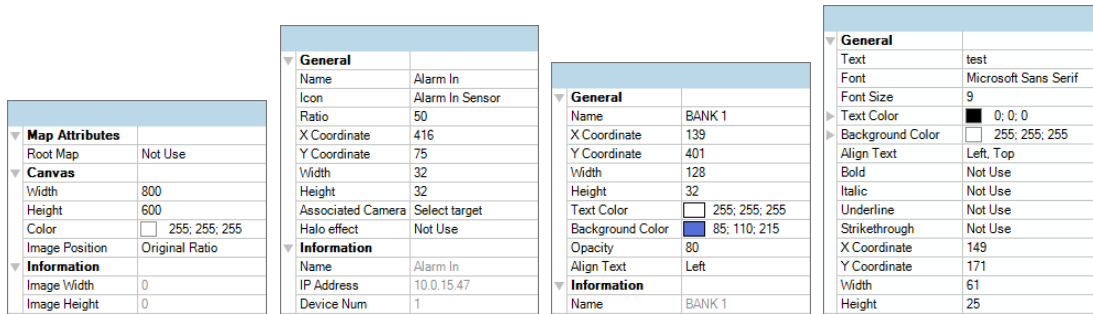 Map Attributes
Root Map Not Use
Canvas
Width 800
Height 600
Color 255; 255; 255
Image Position Original Ratio
Information
Image Width 0
Image Height 0
General
Name Alarm In
Icon Alarm In Sensor
Ratio 50
X Coordinate 416
Y Coordinate 75
Width 32
Height 32
Associated Camera Select target
Halo effect Not Use
Information
Name Alarm In
IP Address 10.0.15.47
Device Num 1
General
Name BANK 1
X Coordinate 139
Y Coordinate 401
Width 128
Height 32
Text Color 255; 255; 255
Background Color 85; 110; 215
Opacity 80
Align Text Left
Information
Name BANK 1
General
Text test
Font Microsoft Sans Serif
Font Size 9
Text Color 0; 0; 0
Background Color 255; 255; 255
Align Text Left, Top
Bold Not Use
Italic Not Use
Underline Not Use
Strikethrough Not Use
X Coordinate 149
Y Coordinate 171
Width 61
Height 25